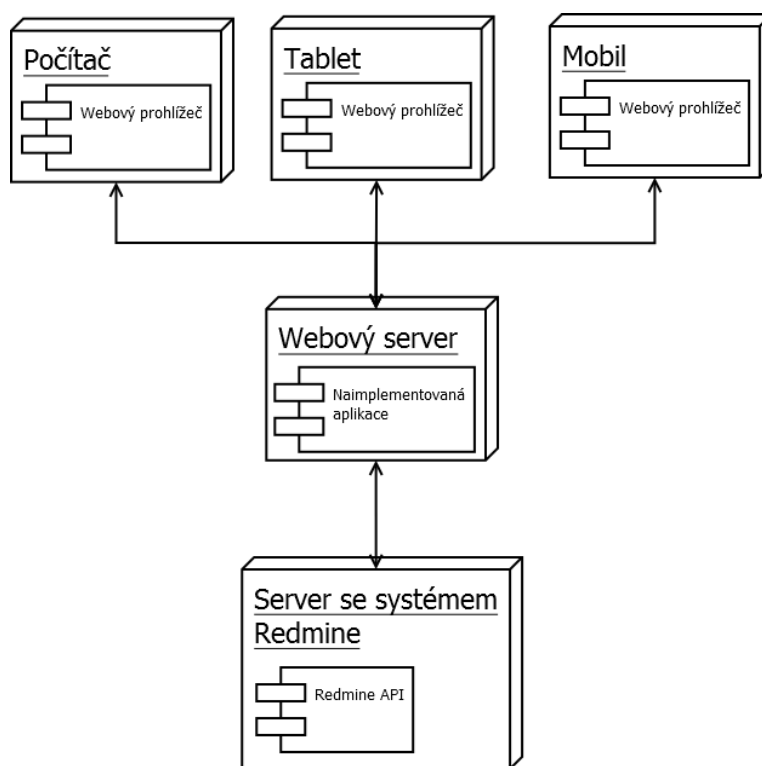 Počítač
Webový prohlížeč
Tablet
Webový prohlížeč
Mobil
Webový prohlížeč
Webový server
Naimplementovaná
aplikace
Server se systémem
Redmine
Redmine API